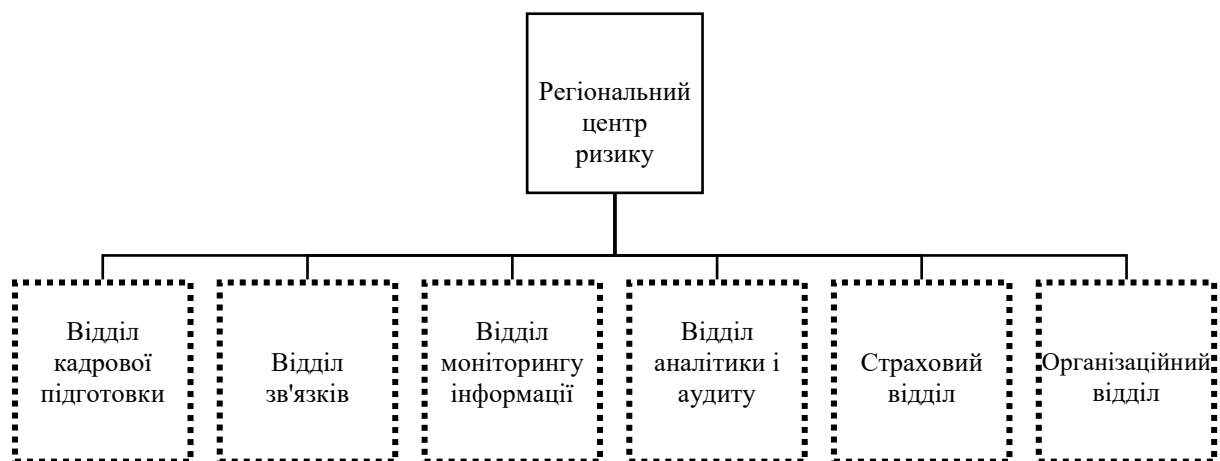 Регіональний
центр
ризику
Відділ
кадрової
підготовки
Відділ
зв'язків
Відділ
моніторингу
інформації
Відділ
аналітики і
аудиту
Страховий
відділ
Організаційний
відділ